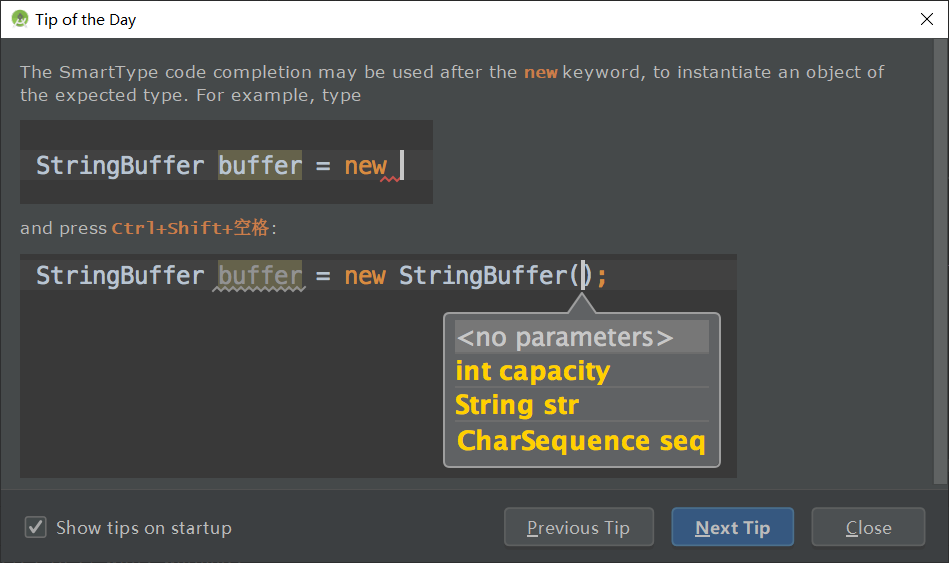 Tip of the Day
The SmartType code completion may be used after the new keyword, to instantiate an object of
the expected type. For example, type
StringBuffer buffer = new
and press Ctrl+Shift+空格:
StringBuffer buffer = new StringBuffer();
<no parameters>
int capacity
String str
CharSequence seq
Show tips on startup
Previous Tip
Next Tip
Close